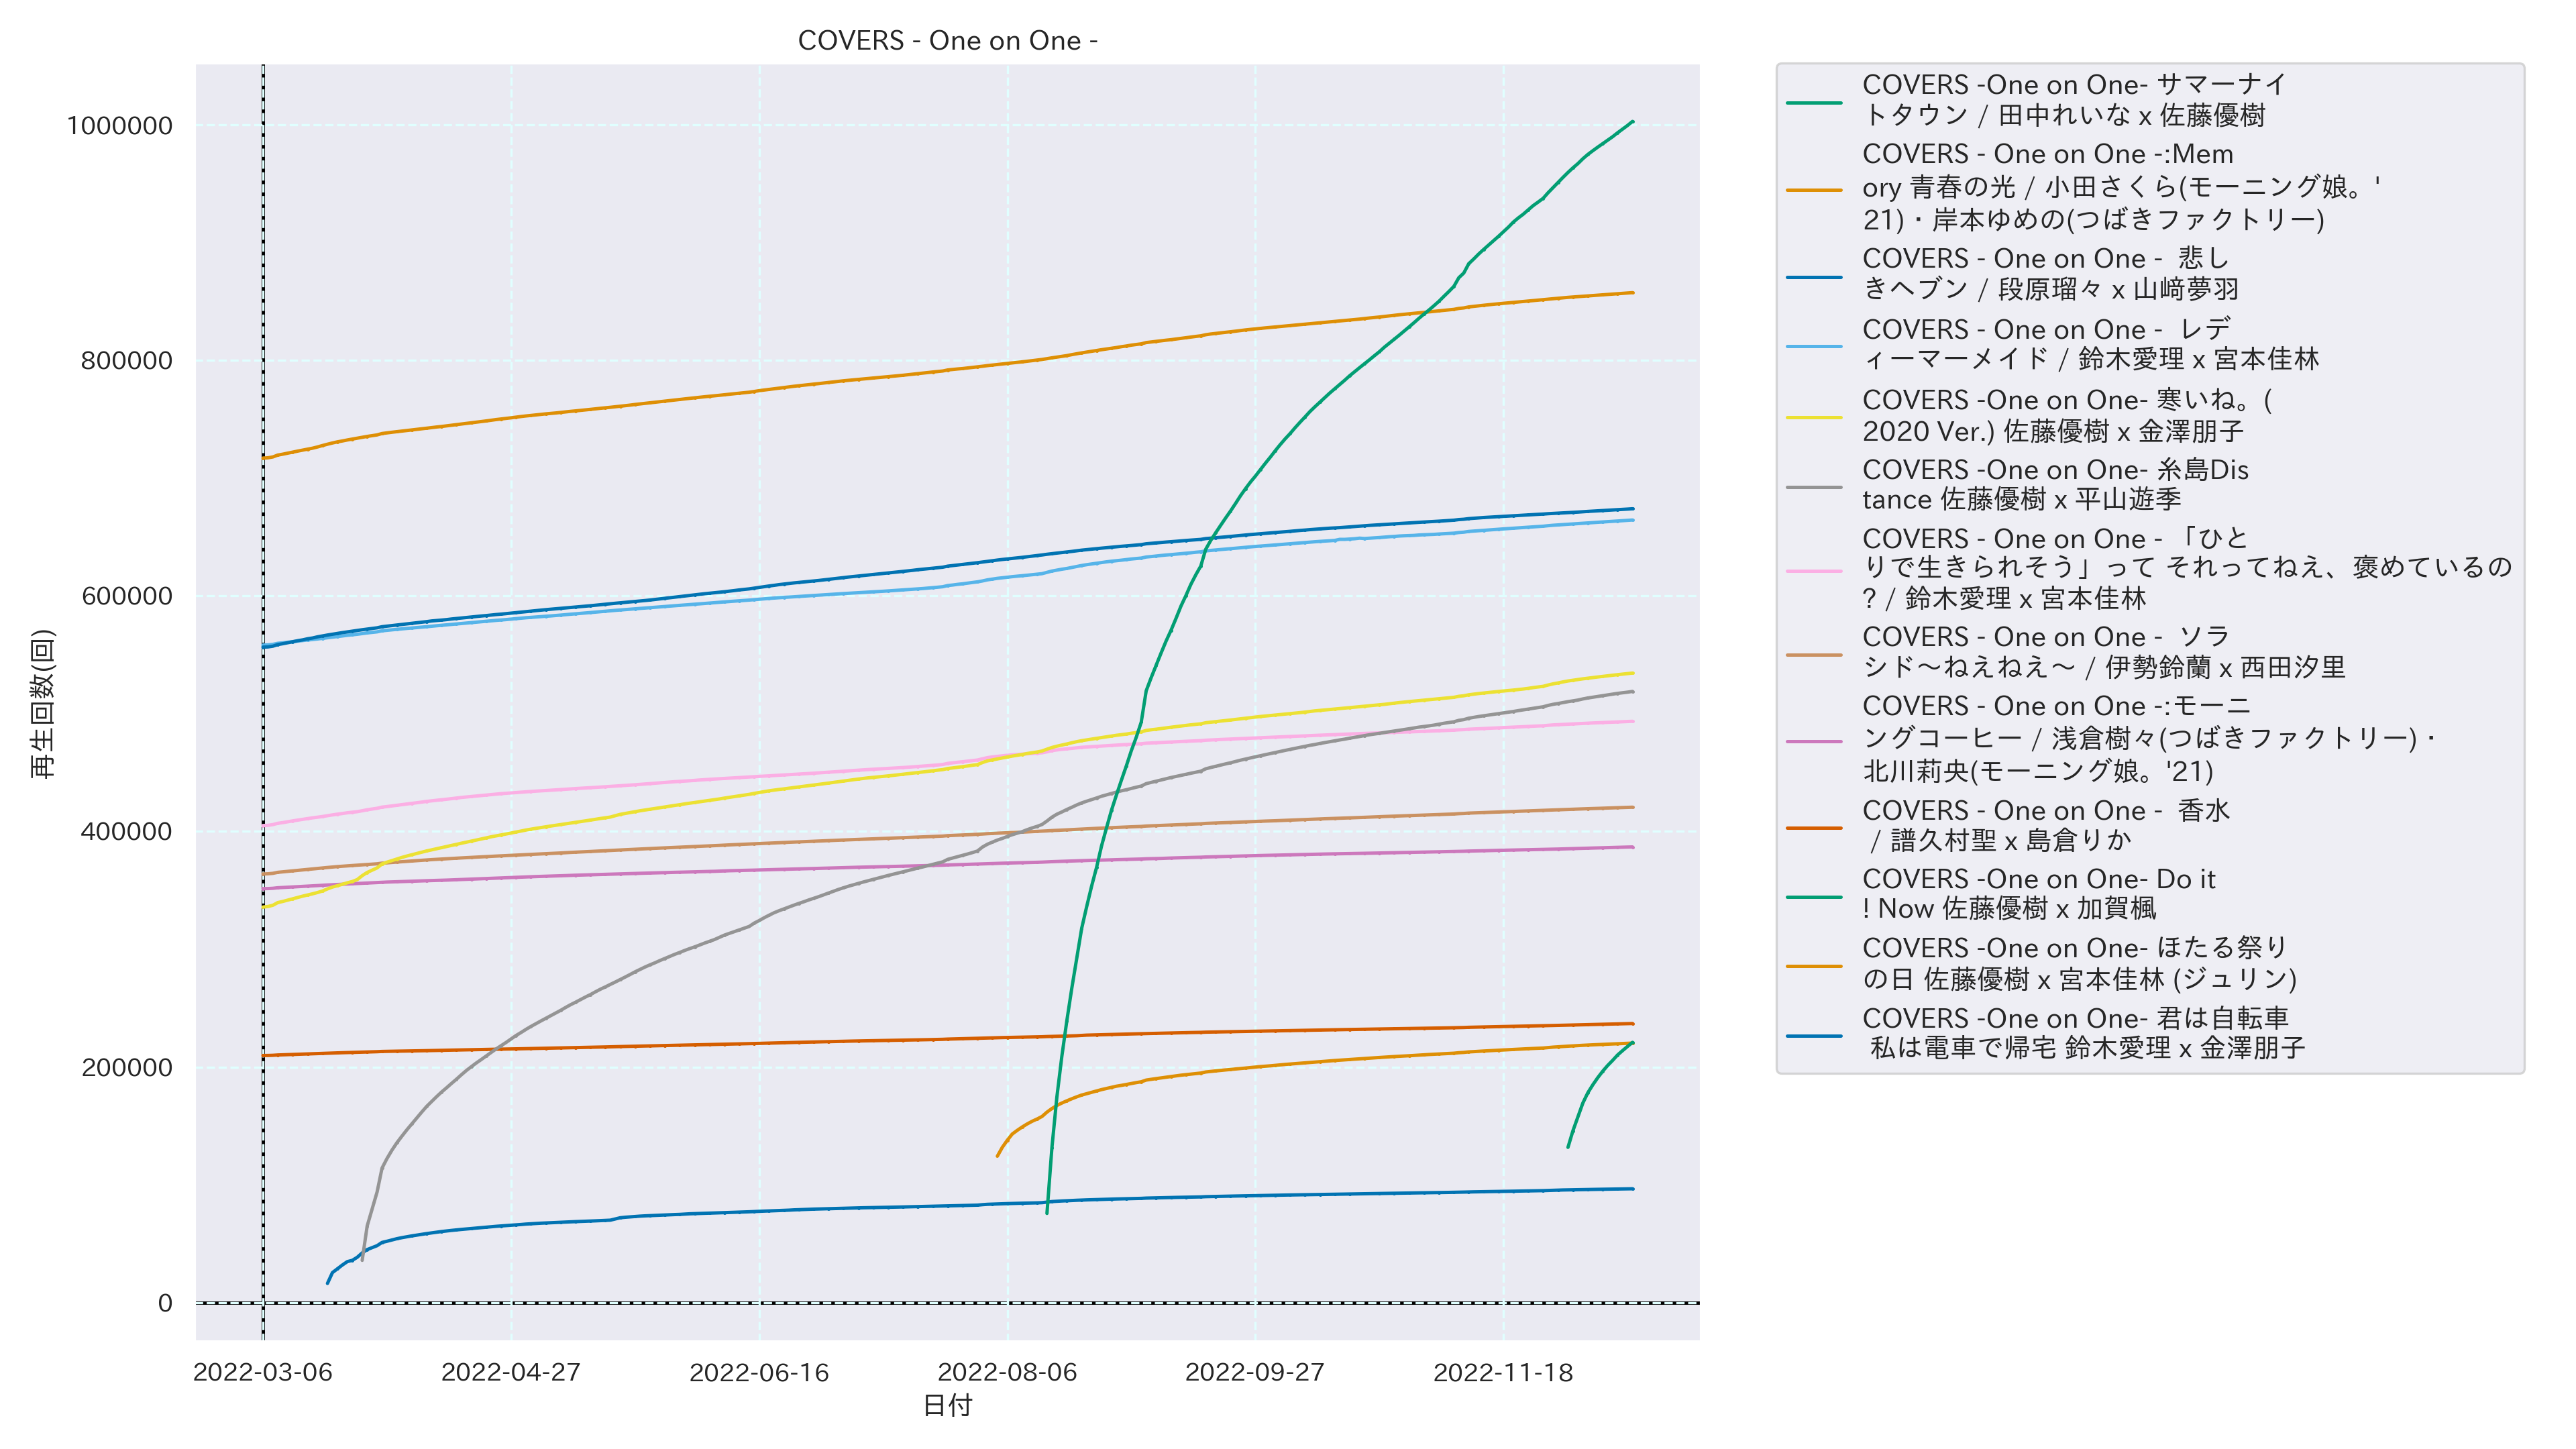 COVERS - One on One -
再生回数(回)
1000000
800000
600000
400000
200000
0
2022-03-06
2022-04-27
2022-06-16
2022-08-06
2022-09-27
2022-11-18
日付
COVERS -One on One- サマーナイ
トタウン / 田中れいな x 佐藤優樹
COVERS - One on One -:Mem
ory 青春の光 / 小田さくら(モーニング娘。'
21)・岸本ゆめの(つばきファクトリー)
COVERS - One on One -  悲し
きヘブン / 段原瑠々 x 山﨑夢羽
COVERS - One on One -  レデ
ィーマーメイド / 鈴木愛理 x 宮本佳林
COVERS -One on One- 寒いね。(
2020 Ver.) 佐藤優樹 x 金澤朋子
COVERS -One on One- 糸島Dis
tance 佐藤優樹 x 平山遊季
COVERS - One on One - 「ひと
りで生きられそう」って それってねえ、褒めているの
? / 鈴木愛理 x 宮本佳林
COVERS - One on One -  ソラ
シド〜ねえねえ〜 / 伊勢鈴蘭 x 西田汐里
COVERS - One on One -:モーニ
ングコーヒー / 浅倉樹々(つばきファクトリー)・
北川莉央(モーニング娘。'21)
COVERS - One on One -  香水
/ 譜久村聖 x 島倉りか
COVERS -One on One- Do it
! Now 佐藤優樹 x 加賀楓
COVERS -One on One- ほたる祭り
の日 佐藤優樹 x 宮本佳林 (ジュリン)
COVERS -One on One- 君は自転車
私は電車で帰宅 鈴木愛理 x 金澤朋子